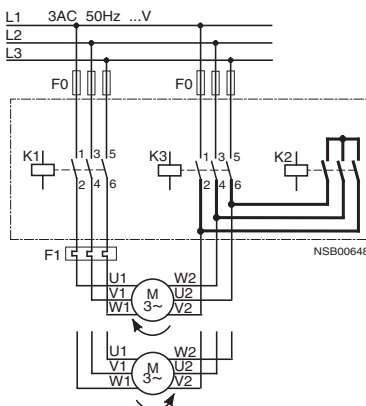 L1 3AC 50Hz ...V
L2
L3
F0 F0
K1 1 3 5 K3 1 3 5 K2
2 4 6 2 4 6
NSB00648
F1
U1 W2
V1 M U2
W1 3~ V2
U1 W2
V1 M U2
W1 3~ V2